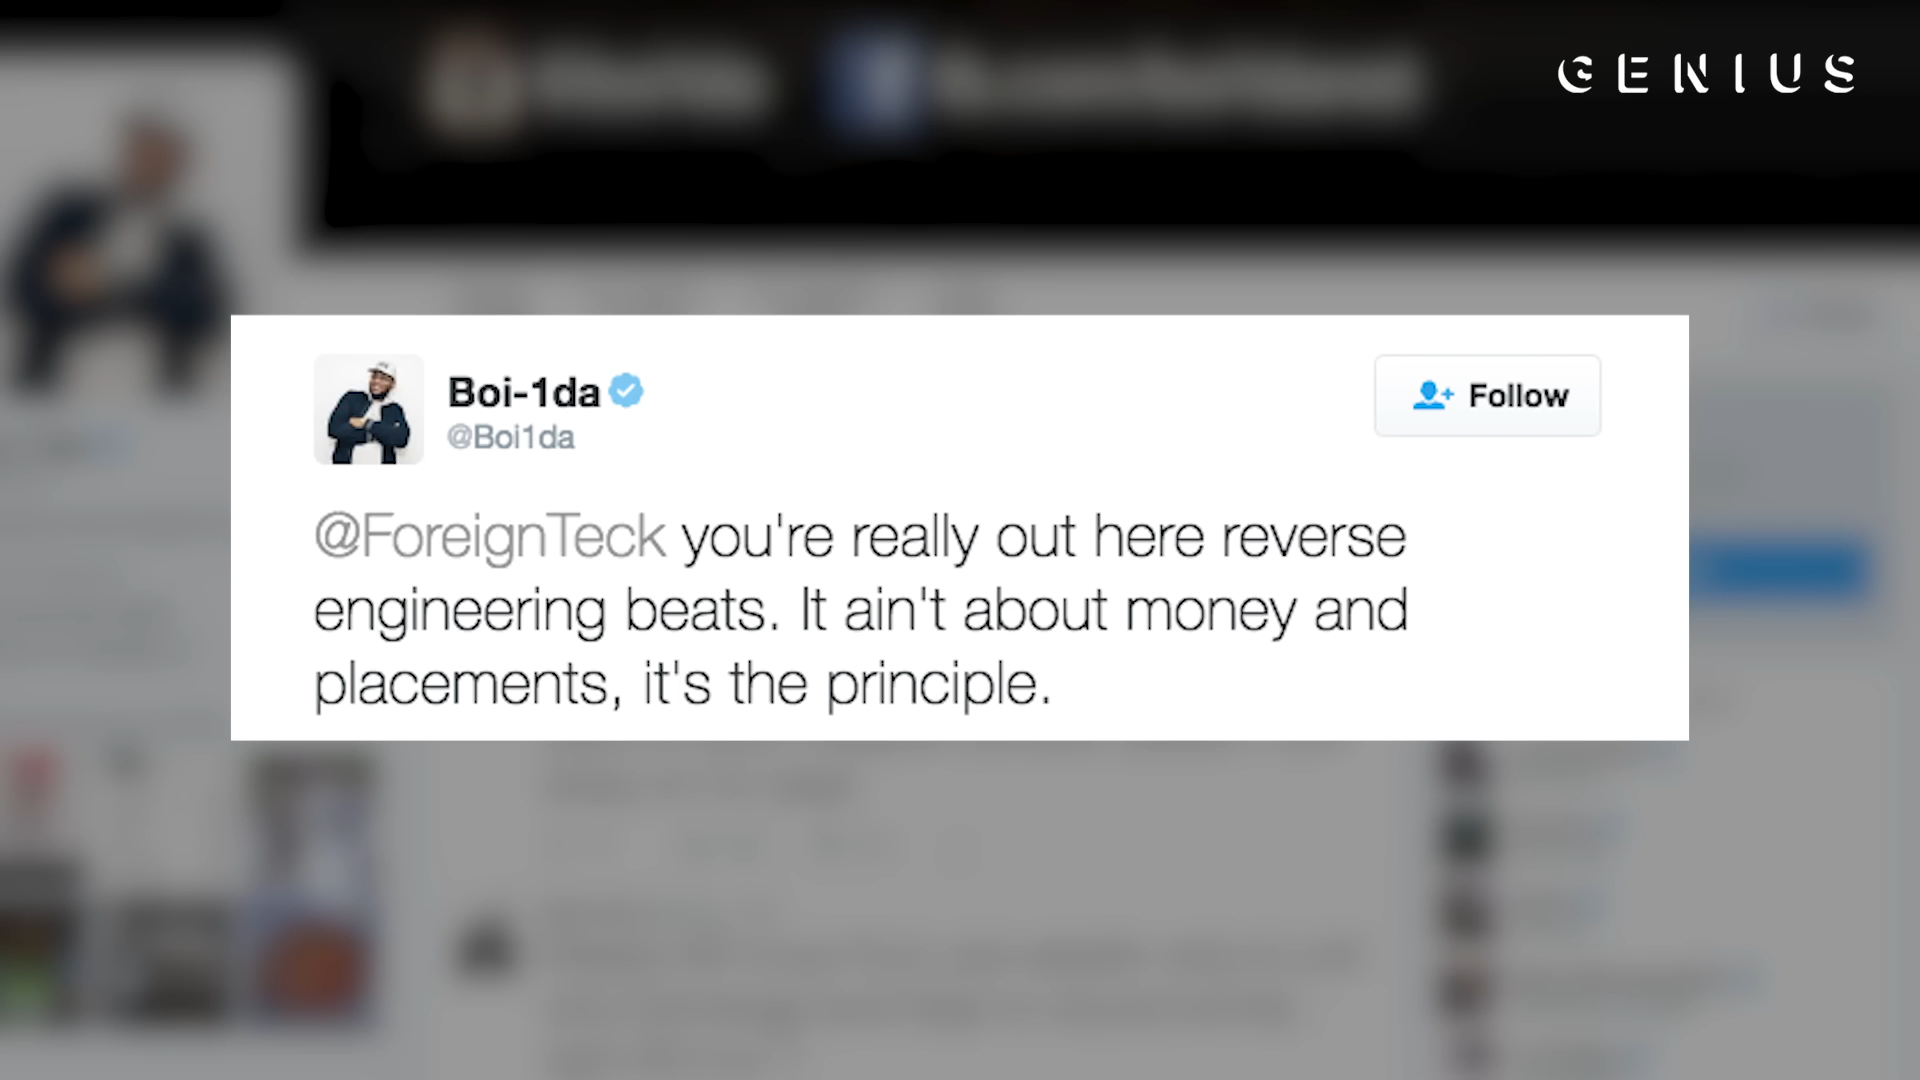 GENIUS
Boi-1da
@Boi1da
Follow
@ForeignTeck you're really out here reverse
engineering beats. It ain't about money and
placements, it's the principle.